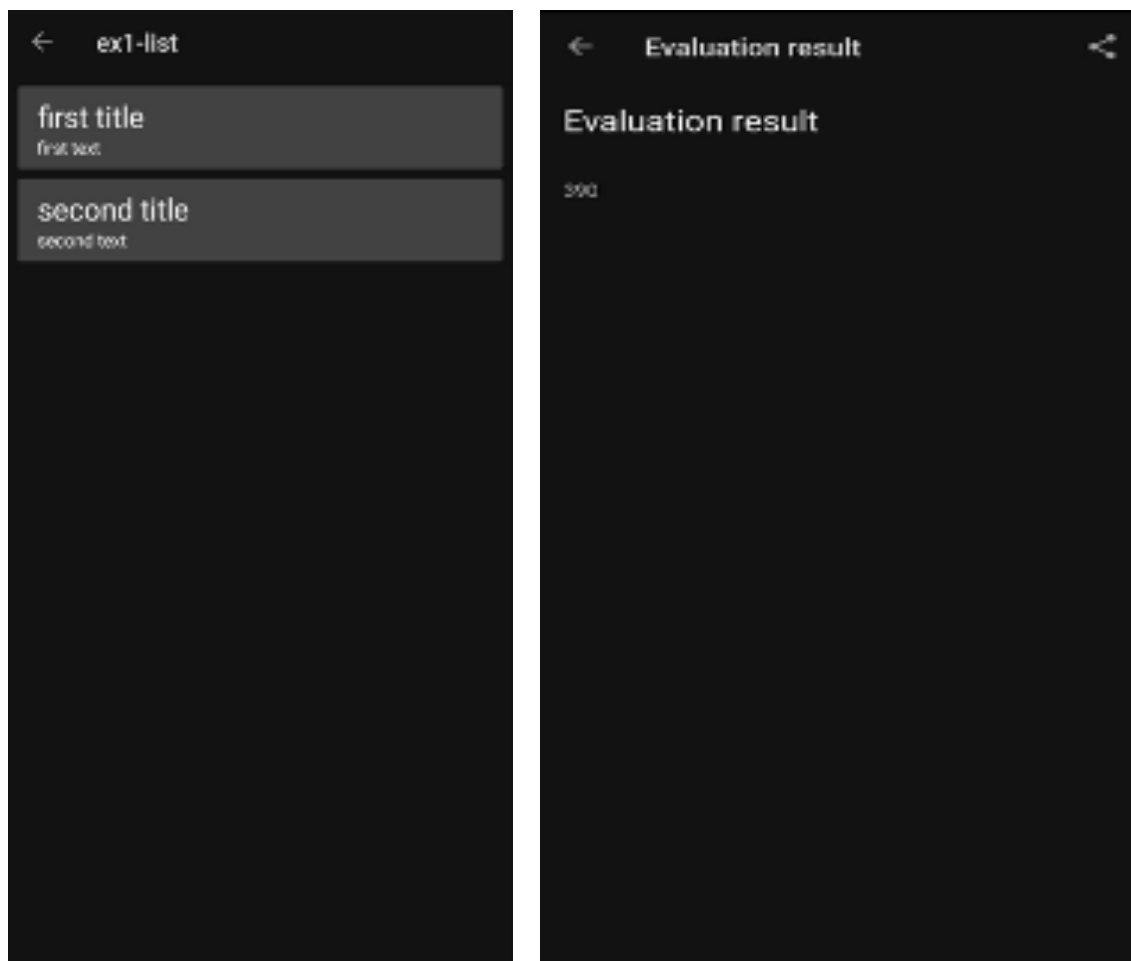 ex1-list
first title
first text
second title
second text
Evaluation result
Evaluation result
390